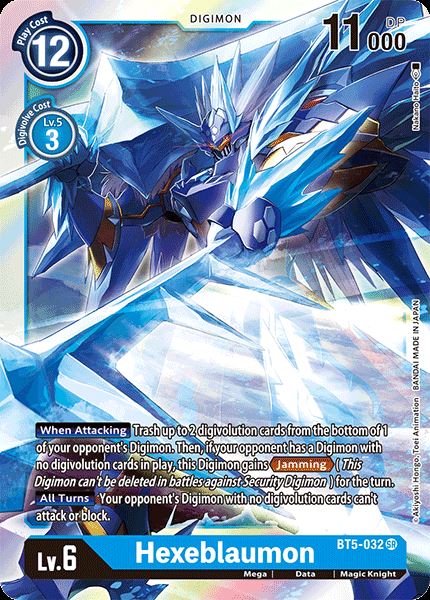 Play Cost
12
DIGIMON
DP
11000
Nakano Haito
Digivolve Cost
Lv.5
3
When Attacking Trash up to 2 digivolution cards from the bottom of 1
of your opponent's Digimon. Then, if your opponent has a Digimon with
no digivolution cards in play, this Digimon gains Jamming (This
Digimon can't be deleted in battles against Security Digimon) for the turn.
All Turns Your opponent's Digimon with no digivolution cards can't
attack or block.
©Akiyoshi Hongo, Toei Animation BANDAI MADE IN JAPAN
Lv.6
Hexeblaumon
BT5-032 SR
Mega | Data | Magic Knight